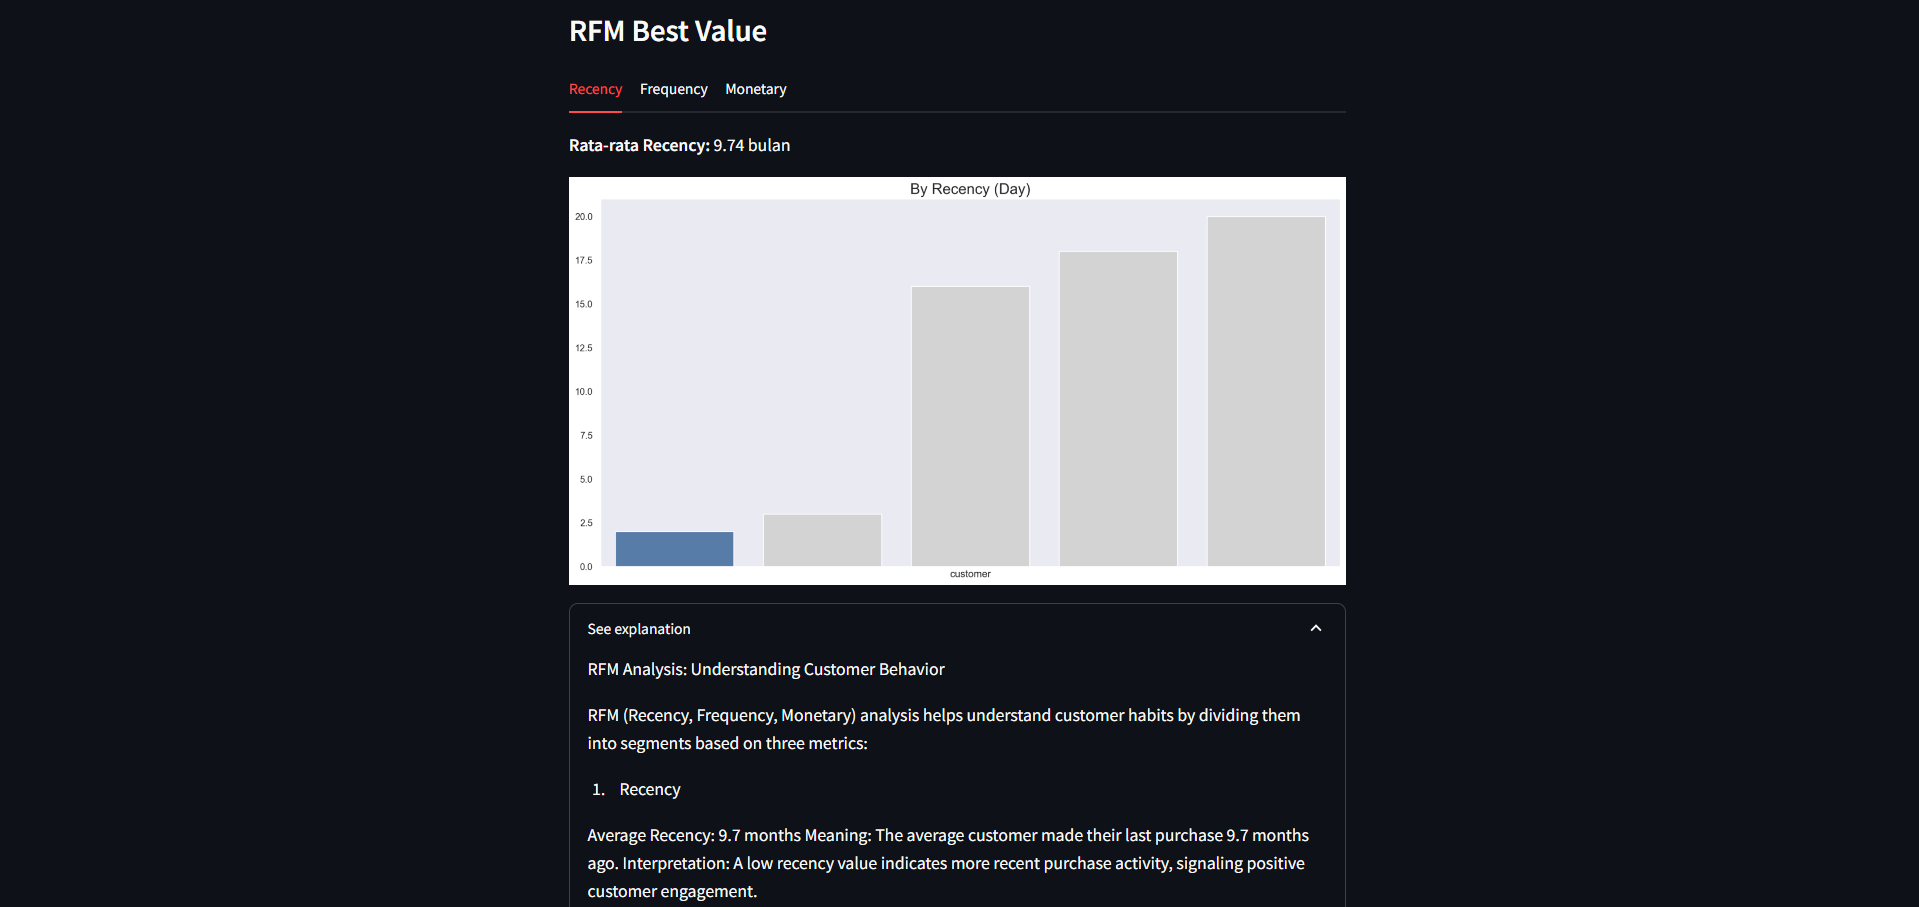 RFM Best Value
Recency Frequency Monetary
Rata-rata Recency: 9.74 bulan
By Recency (Day)
20.0
17.5
15.0
12.5
10.0
7.5
5.0
2.5
0.0
customer
See explanation
RFM Analysis: Understanding Customer Behavior
RFM (Recency, Frequency, Monetary) analysis helps understand customer habits by dividing them
into segments based on three metrics:
1. Recency
Average Recency: 9.7 months Meaning: The average customer made their last purchase 9.7 months
ago. Interpretation: A low recency value indicates more recent purchase activity, signaling positive
customer engagement.